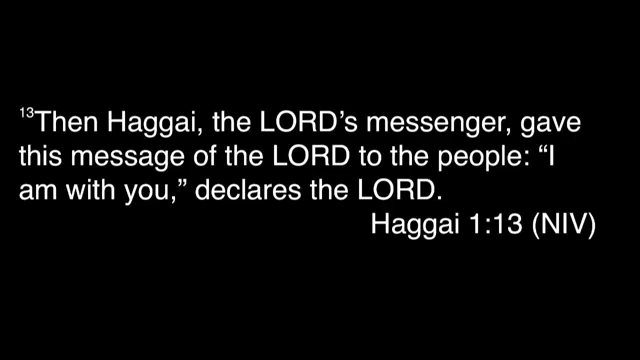 13Then Haggai, the LORD’s messenger, gave
this message of the LORD to the people: “I
am with you,” declares the LORD.
Haggai 1:13 (NIV)